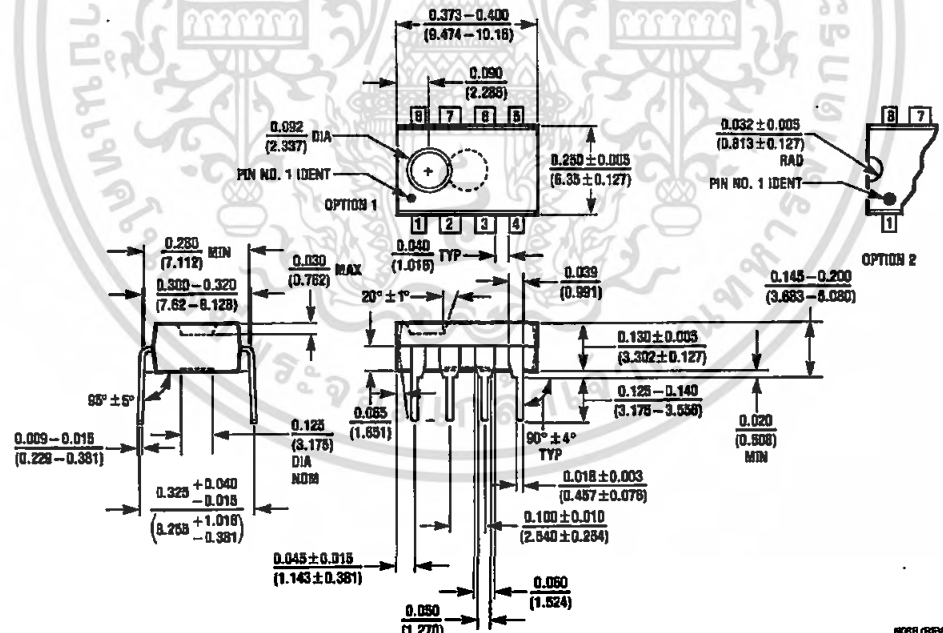 0.373–0.400
(9.474–10.16)
0.090
(2.286)
8 7 6 5
0.092 DIA
(2.337)
PIN NO. 1 IDENT
OPTION 1
0.250 ± 0.005
(6.35 ± 0.127)
1 2 3 4
0.032 ± 0.005
(0.813 ± 0.127)
RAD
PIN NO. 1 IDENT
8 7
1
OPTION 2
0.280 MIN
(7.112)
0.300–0.320
(7.62–8.128)
0.030 MAX
(0.762)
0.040 TYP
(1.016)
0.039
(0.991)
20° ± 1°
0.145–0.200
(3.683–5.080)
0.130 ± 0.005
(3.302 ± 0.127)
0.125–0.140
(3.175–3.556)
0.020
(0.508)
MIN
0.065
(1.651)
90° ± 4°
TYP
95° ± 5°
0.009–0.015
(0.229–0.381)
0.125
(3.175)
DIA
NOM
0.018 ± 0.003
(0.457 ± 0.076)
0.325 +0.040 −0.015
(8.255 +1.016 −0.381)
0.100 ± 0.010
(2.540 ± 0.254)
0.045 ± 0.015
(1.143 ± 0.381)
0.060
(1.524)
0.050
(1.270)